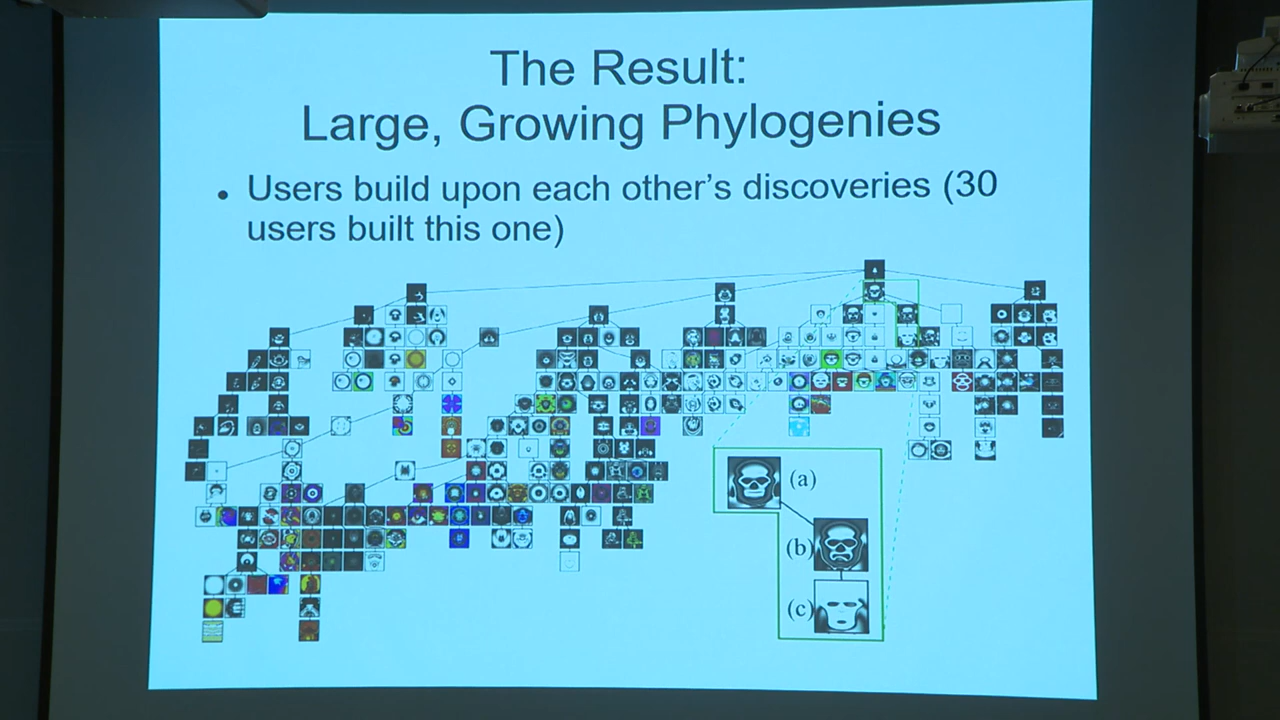 The Result:
Large, Growing Phylogenies
• Users build upon each other's discoveries (30
users built this one)
(a)
(b)
(c)